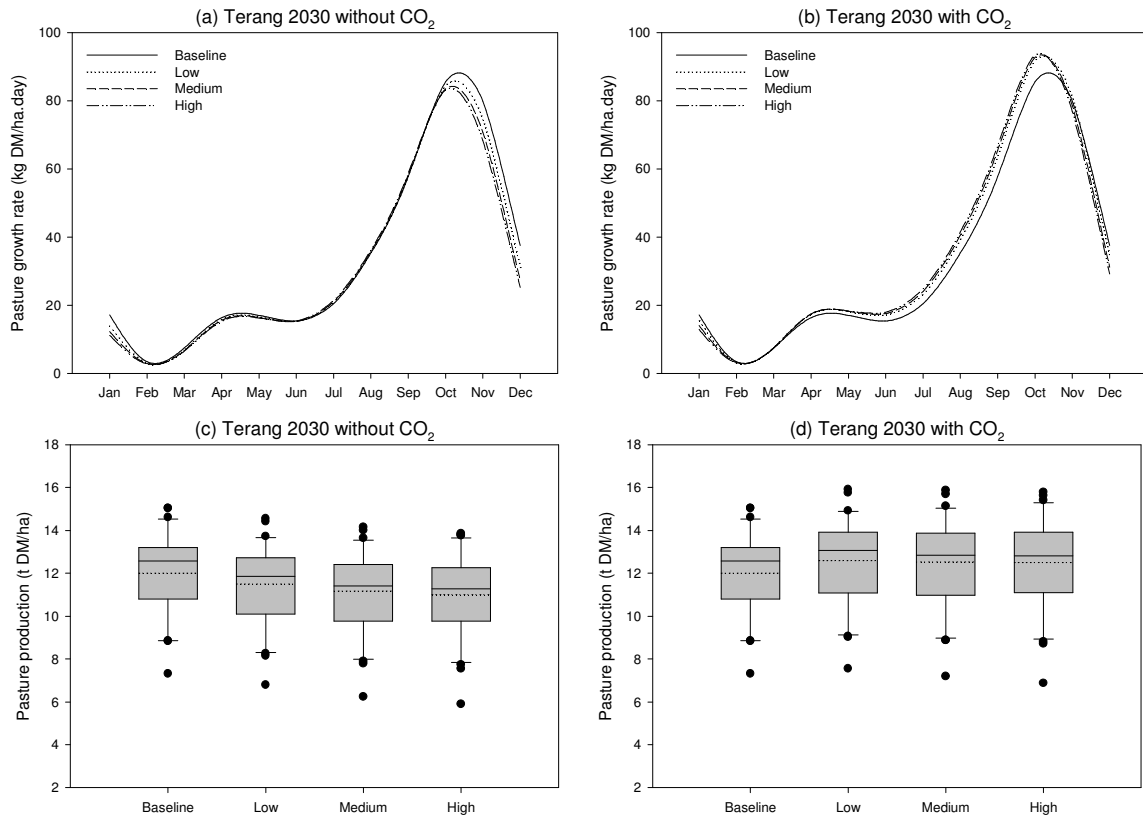 (a) Terang 2030 without CO₂
Pasture growth rate (kg DM/ha.day)
100
80
60
40
20
0
Baseline
Low
Medium
High
Jan Feb Mar Apr May Jun Jul Aug Sep Oct Nov Dec
(b) Terang 2030 with CO₂
Pasture growth rate (kg DM/ha.day)
100
80
60
40
20
0
Baseline
Low
Medium
High
Jan Feb Mar Apr May Jun Jul Aug Sep Oct Nov Dec
(c) Terang 2030 without CO₂
Pasture production (t DM/ha)
18
16
14
12
10
8
6
4
2
Baseline Low Medium High
(d) Terang 2030 with CO₂
Pasture production (t DM/ha)
18
16
14
12
10
8
6
4
2
Baseline Low Medium High